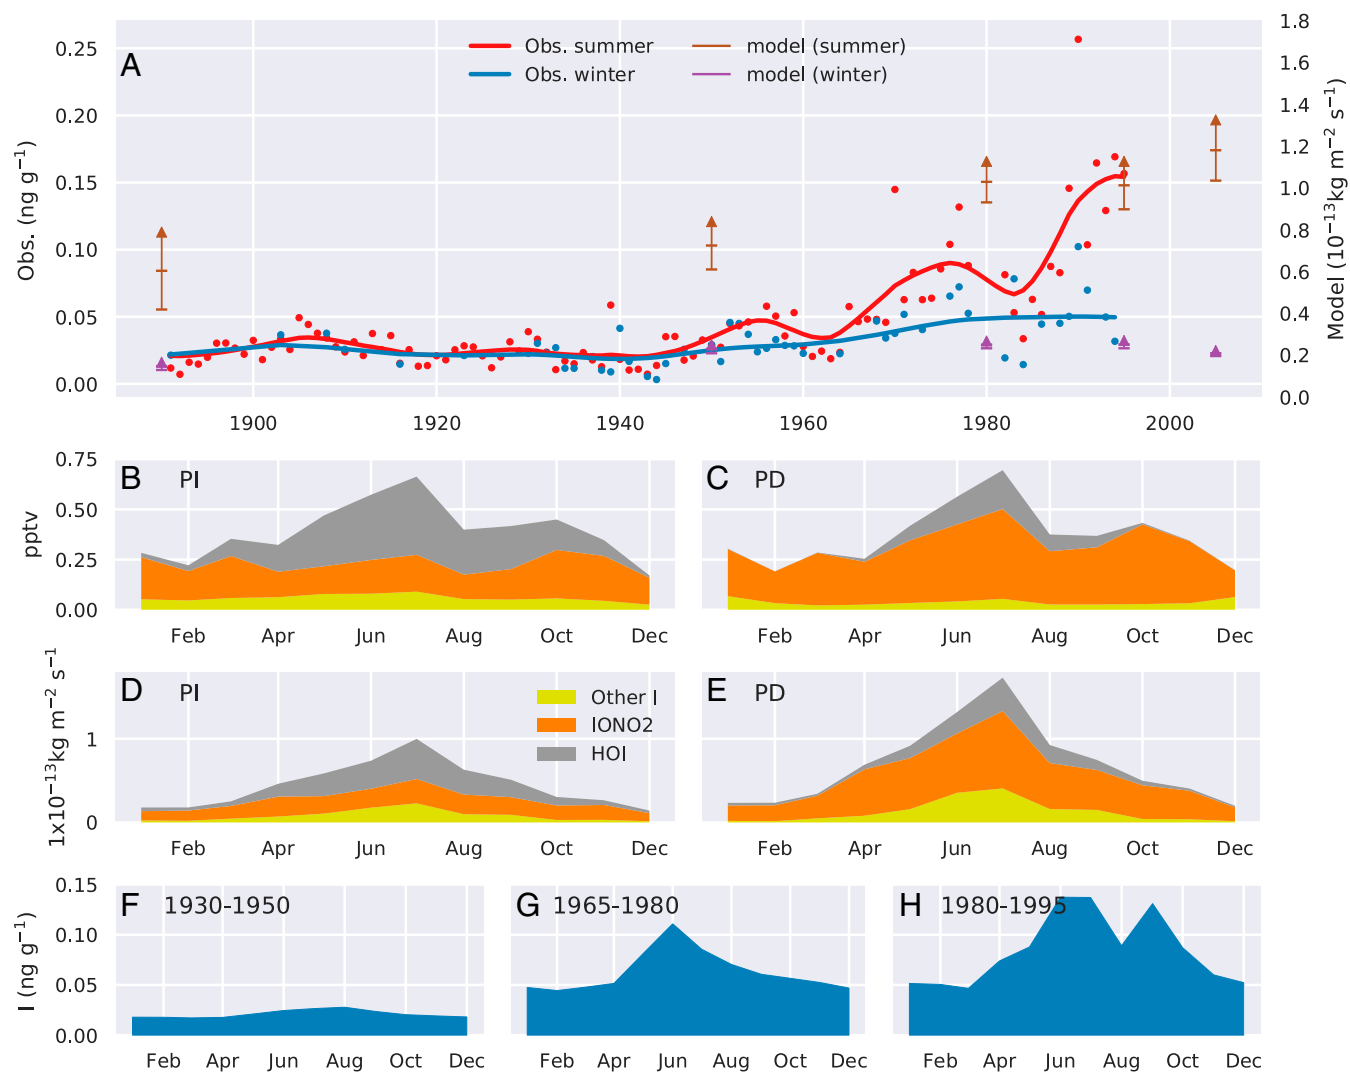 A
Obs. summer
Obs. winter
model (summer)
model (winter)
Obs. (ng g⁻¹)
0.25
0.20
0.15
0.10
0.05
0.00
Model (10⁻¹³kg m⁻² s⁻¹)
1.8
1.6
1.4
1.2
1.0
0.8
0.6
0.4
0.2
0.0
1900 1920 1940 1960 1980 2000
B PI
pptv
0.75
0.50
0.25
0.00
Feb Apr Jun Aug Oct Dec
C PD
Feb Apr Jun Aug Oct Dec
D PI
1x10⁻¹³kg m⁻² s⁻¹
1
0
Other I
IONO2
HOI
Feb Apr Jun Aug Oct Dec
E PD
Feb Apr Jun Aug Oct Dec
F 1930-1950
I (ng g⁻¹)
0.15
0.10
0.05
0.00
Feb Apr Jun Aug Oct Dec
G 1965-1980
Feb Apr Jun Aug Oct Dec
H 1980-1995
Feb Apr Jun Aug Oct Dec